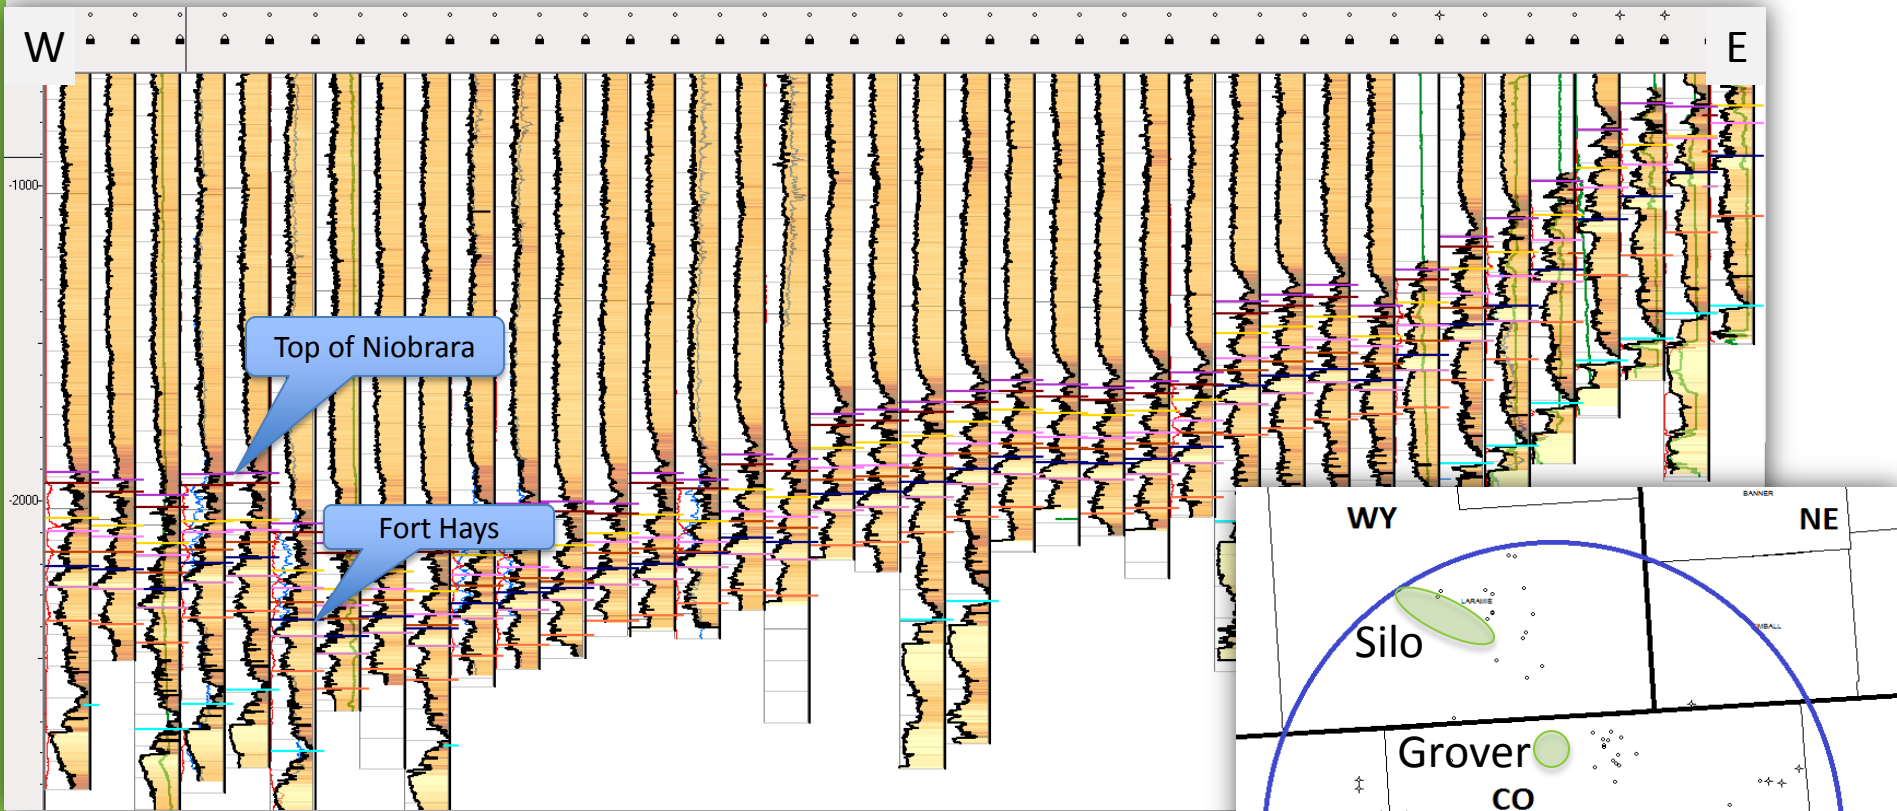 W
E
-1000-
Top of Niobrara
-2000-
Fort Hays
WY
BANNER
NE
LARAMIE
Silo
Grover
CO